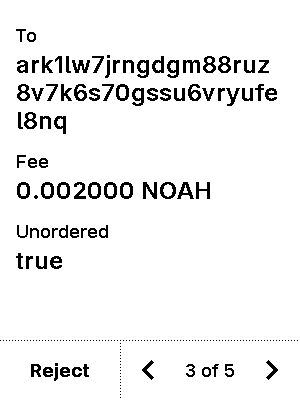 To
ark1lw7jrngdgm88ruz
8v7k6s70gssu6vryufe
l8nq
Fee
0.002000 NOAH
Unordered
true
Reject
3 of 5